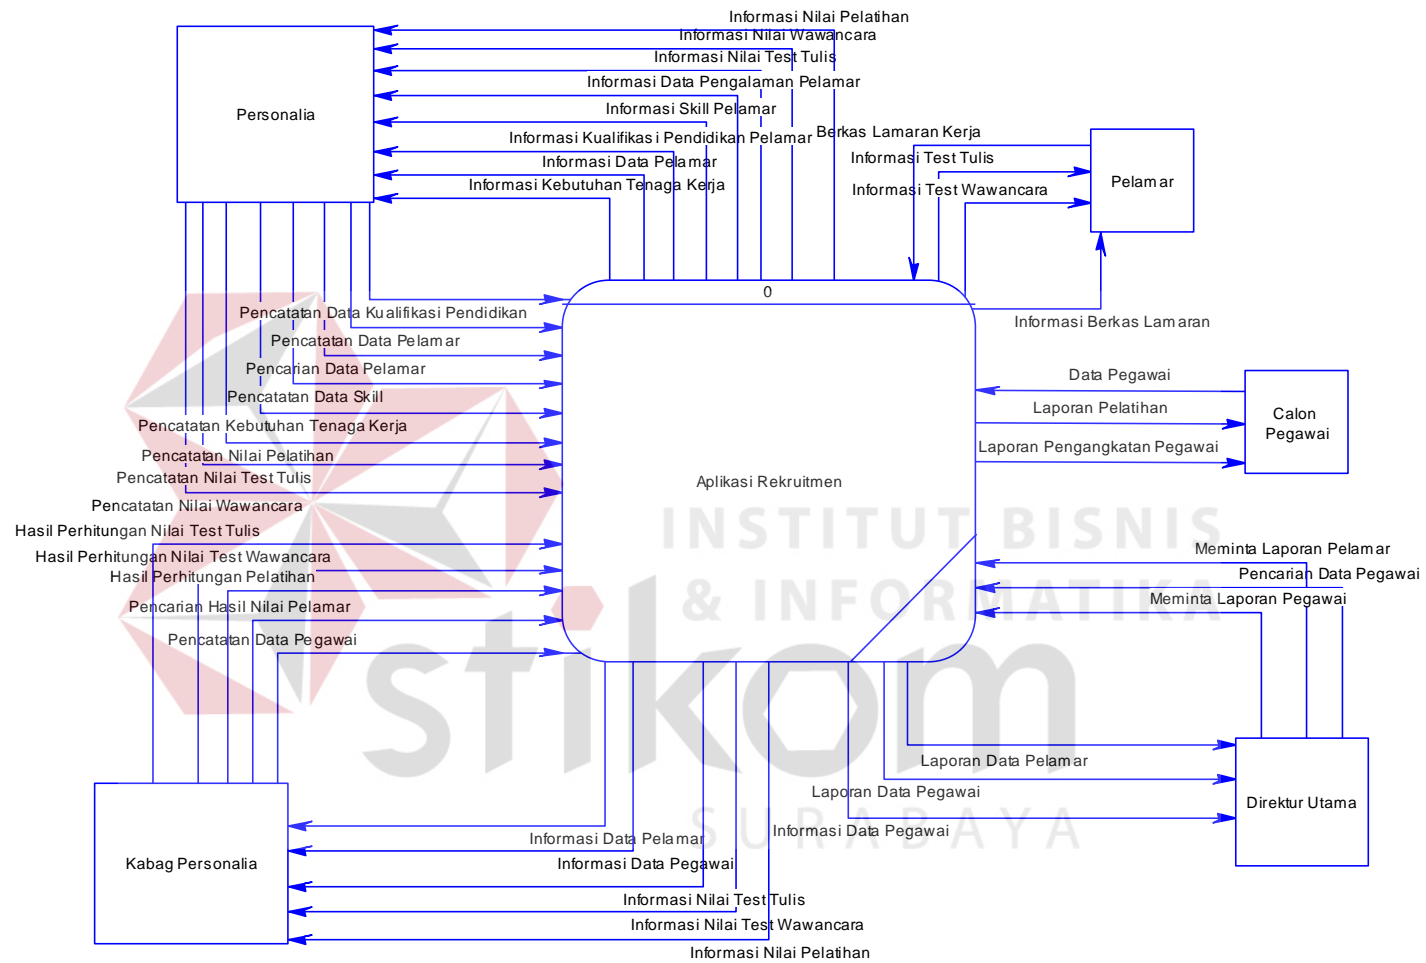 Informasi Nilai Pelatihan
Informasi Nilai Wawancara
Informasi Nilai Test Tulis
Informasi Data Pengalaman Pelamar
Informasi Skill Pelamar
Informasi Kualifikasi Pendidikan Pelamar
Informasi Data Pelamar
Informasi Kebutuhan Tenaga Kerja
Personalia
Berkas Lamaran Kerja
Informasi Test Tulis
Informasi Test Wawancara
Pelamar
Informasi Berkas Lamaran
0
Aplikasi Rekruitmen
Pencatatan Data Kualifikasi Pendidikan
Pencatatan Data Pelamar
Pencarian Data Pelamar
Pencatatan Data Skill
Pencatatan Kebutuhan Tenaga Kerja
Pencatatan Nilai Pelatihan
Pencatatan Nilai Test Tulis
Pencatatan Nilai Wawancara
Hasil Perhitungan Nilai Test Tulis
Hasil Perhitungan Nilai Test Wawancara
Hasil Perhitungan Pelatihan
Pencarian Hasil Nilai Pelamar
Pencatatan Data Pegawai
Data Pegawai
Laporan Pelatihan
Laporan Pengangkatan Pegawai
Calon
Pegawai
Meminta Laporan Pelamar
Pencarian Data Pegawai
Meminta Laporan Pegawai
Laporan Data Pelamar
Laporan Data Pegawai
Informasi Data Pegawai
Direktur Utama
Kabag Personalia
Informasi Data Pelamar
Informasi Data Pegawai
Informasi Nilai Test Tulis
Informasi Nilai Test Wawancara
Informasi Nilai Pelatihan
INSTITUT BISNIS
& INFORMATIKA
stikom
SURABAYA